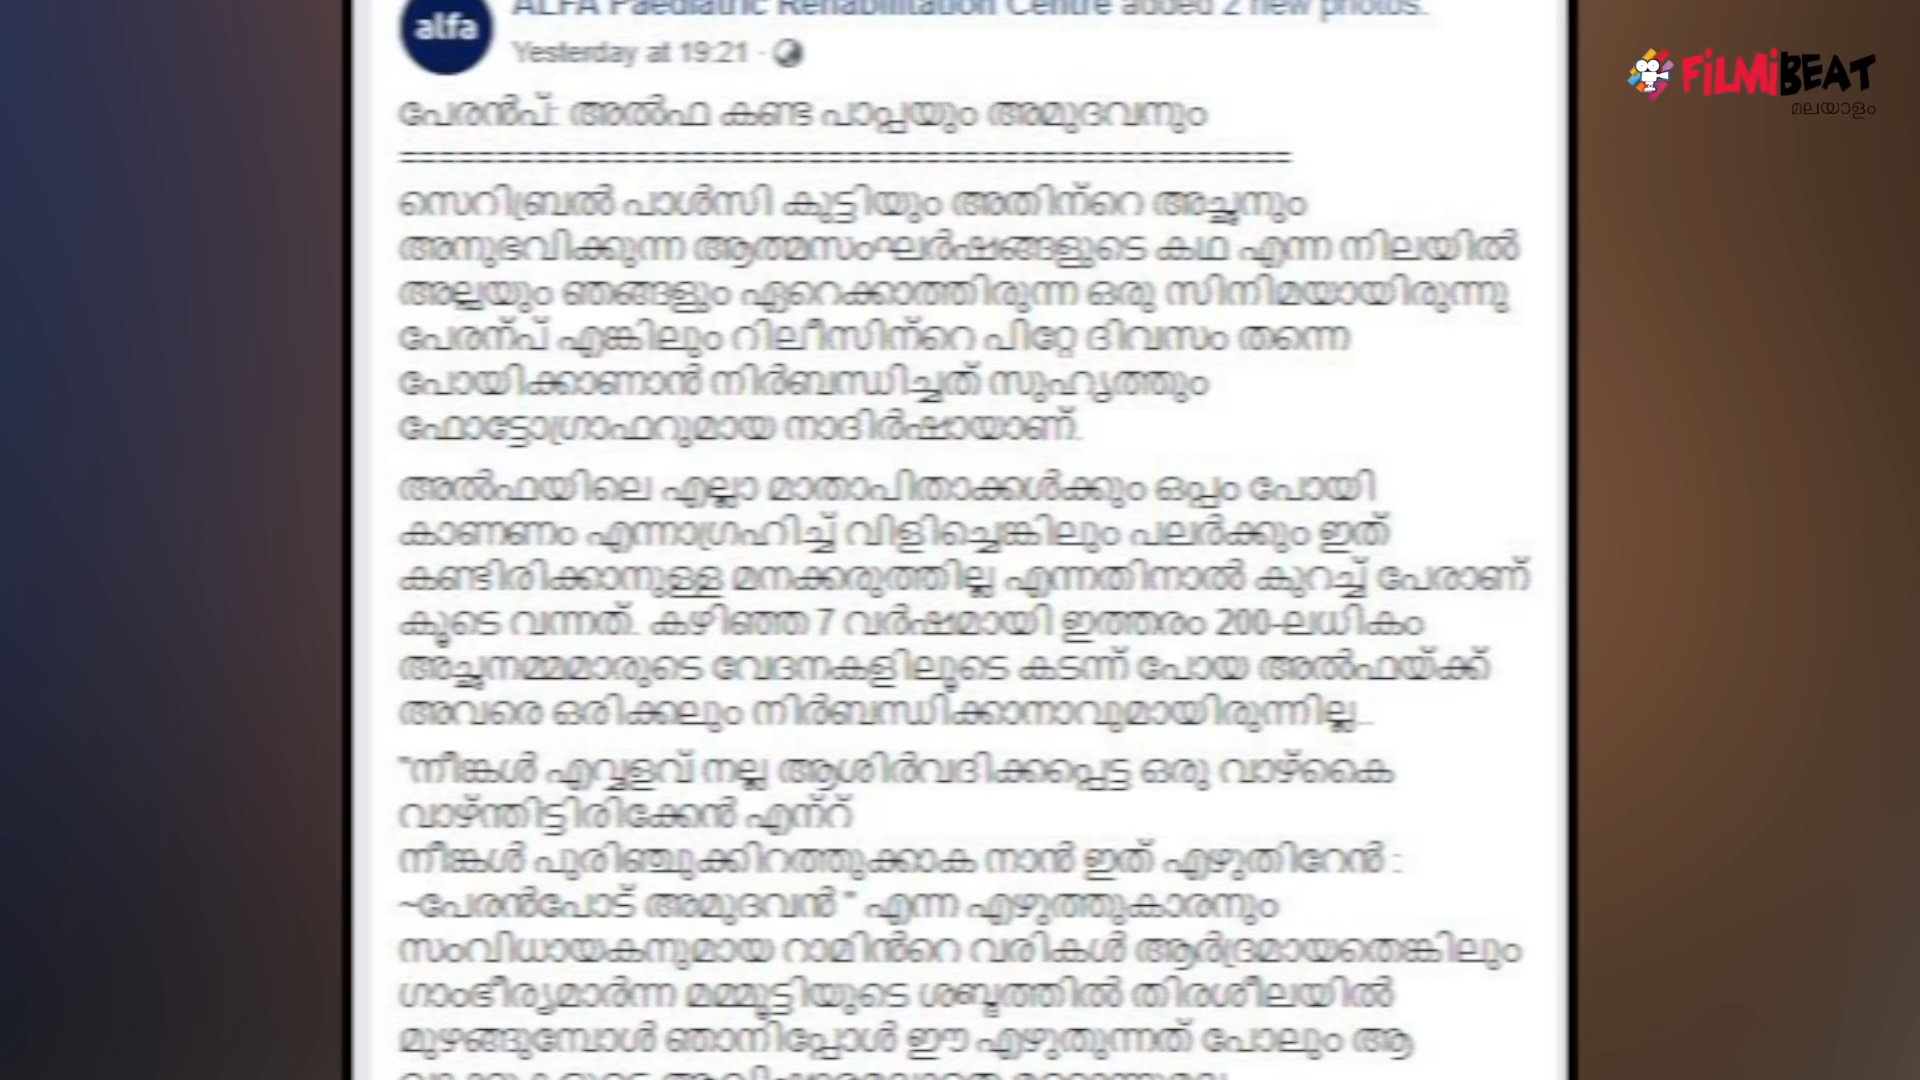 alfa
ALFA Paediatric Rehabilitation Centre added 2 new photos.
Yesterday at 19:21 ·
FiLMiBEAT
മലയാളം
പേരൻപ്: അൽഫ കണ്ട പാപ്പയും അമുദവനും
സെറിബ്രൽ പാൾസി കുട്ടിയും അതിന്റെ അച്ഛനും
അനുഭവിക്കുന്ന ആത്മസംഘർഷങ്ങളുടെ കഥ എന്ന നിലയിൽ
അല്പയും ഞങ്ങളും ഏറെക്കാത്തിരുന്ന ഒരു സിനിമയായിരുന്നു
പേരന്പ് എങ്കിലും റിലീസിന്റെ പിറ്റേ ദിവസം തന്നെ
പോയിക്കാണാൻ നിർബന്ധിച്ചത് സുഹൃത്തും
ഫോട്ടോഗ്രാഫറുമായ നാദിർഷായാണ്.
അൽഫയിലെ എല്ലാ മാതാപിതാക്കൾക്കും ഒപ്പം പോയി
കാണണം എന്നാഗ്രഹിച്ച് വിളിച്ചെങ്കിലും പലർക്കും ഇത്
കണ്ടിരിക്കാനുള്ള മനക്കരുത്തില്ല എന്നതിനാൽ കുറച്ച് പേരാണ്
കൂടെ വന്നത്. കഴിഞ്ഞ 7 വർഷമായി ഇത്തരം 200-ലധികം
അച്ഛനമ്മമാരുടെ വേദനകളിലൂടെ കടന്ന് പോയ അൽഫയ്ക്ക്
അവരെ ഒരിക്കലും നിർബന്ധിക്കാനാവുമായിരുന്നില്ല...
"നീങ്കൾ എവ്വളവ് നല്ല ആശിർവദിക്കപ്പെട്ട ഒരു വാഴ്കൈ
വാഴ്ന്തിട്ടിരിക്കേൻ എന്റ്
നീങ്കൾ പുരിഞ്ചുക്കിറത്തുക്കാക നാൻ ഇത് എഴുതിറേൻ :
~പേരൻപോട് അമുദവൻ " എന്ന എഴുത്തുകാരനും
സംവിധായകനുമായ റാമിൻറെ വരികൾ ആർദ്രമായതെങ്കിലും
ഗാംഭീര്യമാർന്ന മമ്മൂട്ടിയുടെ ശബ്ദത്തിൽ തിരശീലയിൽ
മുഴങ്ങുമ്പോൾ ഞാനിപ്പോൾ ഈ എഴുതുന്നത് പോലും ആ